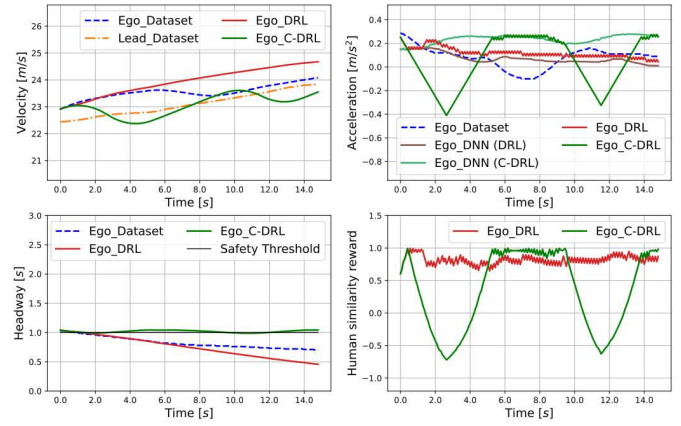 Velocity [m/s]
26
25
24
23
22
21
Ego_Dataset
Lead_Dataset
Ego_DRL
Ego_C-DRL
0.0 2.0 4.0 6.0 8.0 10.0 12.0 14.0
Time [s]
Acceleration [m/s²]
0.4
0.0
−0.4
−0.8
Ego_Dataset
Ego_DNN (DRL)
Ego_DNN (C-DRL)
Ego_DRL
Ego_C-DRL
0.0 2.0 4.0 6.0 8.0 10.0 12.0 14.0
Time [s]
Headway [s]
3.0
2.5
2.0
1.5
1.0
0.5
0.0
Ego_Dataset
Ego_DRL
Ego_C-DRL
Safety Threshold
0.0 2.0 4.0 6.0 8.0 10.0 12.0 14.0
Time [s]
Human similarity reward
1.5
1.0
0.5
0.0
−0.5
−1.0
Ego_DRL
Ego_C-DRL
0.0 2.0 4.0 6.0 8.0 10.0 12.0 14.0
Time [s]